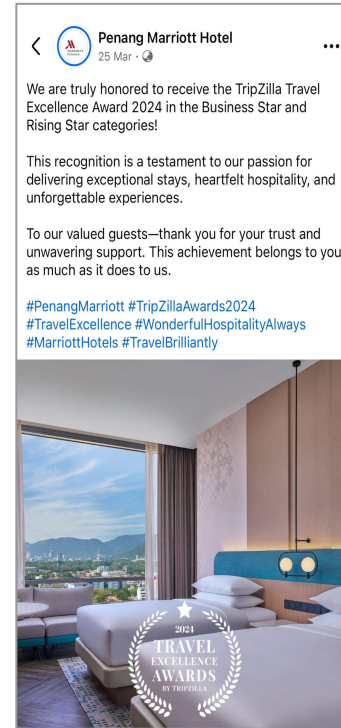 Penang Marriott Hotel
25 Mar ·
We are truly honored to receive the TripZilla Travel
Excellence Award 2024 in the Business Star and
Rising Star categories!
This recognition is a testament to our passion for
delivering exceptional stays, heartfelt hospitality, and
unforgettable experiences.
To our valued guests—thank you for your trust and
unwavering support. This achievement belongs to you
as much as it does to us.
#PenangMarriott #TripZillaAwards2024
#TravelExcellence #WonderfulHospitalityAlways
#MarriottHotels #TravelBrilliantly
2024
TRAVEL
EXCELLENCE
AWARDS
BY TRIPZILLA